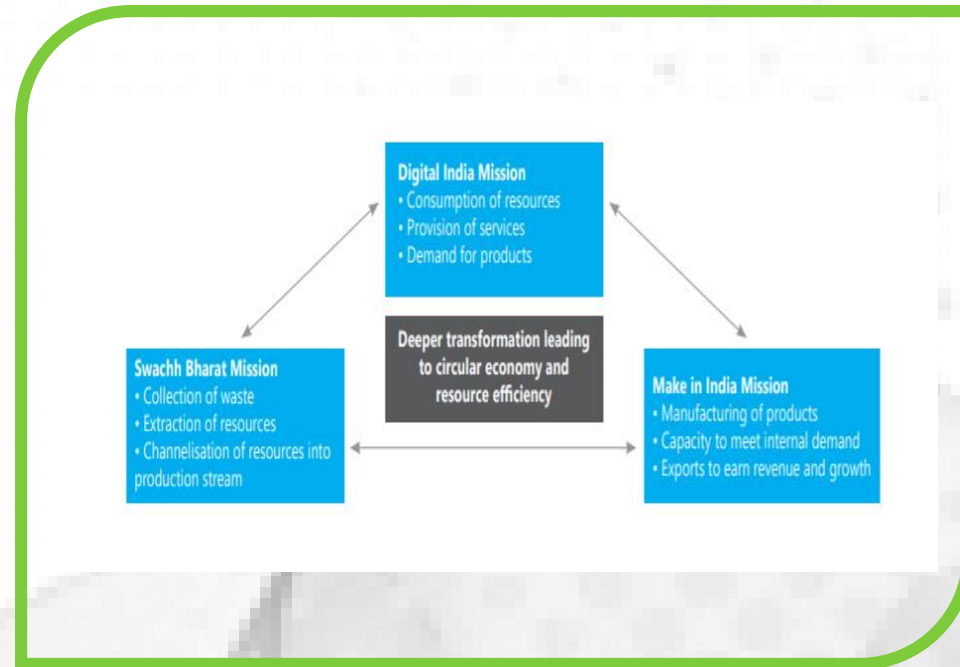 Digital India Mission
• Consumption of resources
• Provision of services
• Demand for products
Deeper transformation leading
to circular economy and
resource efficiency
Swachh Bharat Mission
• Collection of waste
• Extraction of resources
• Channelisation of resources into
production stream
Make in India Mission
• Manufacturing of products
• Capacity to meet internal demand
• Exports to earn revenue and growth